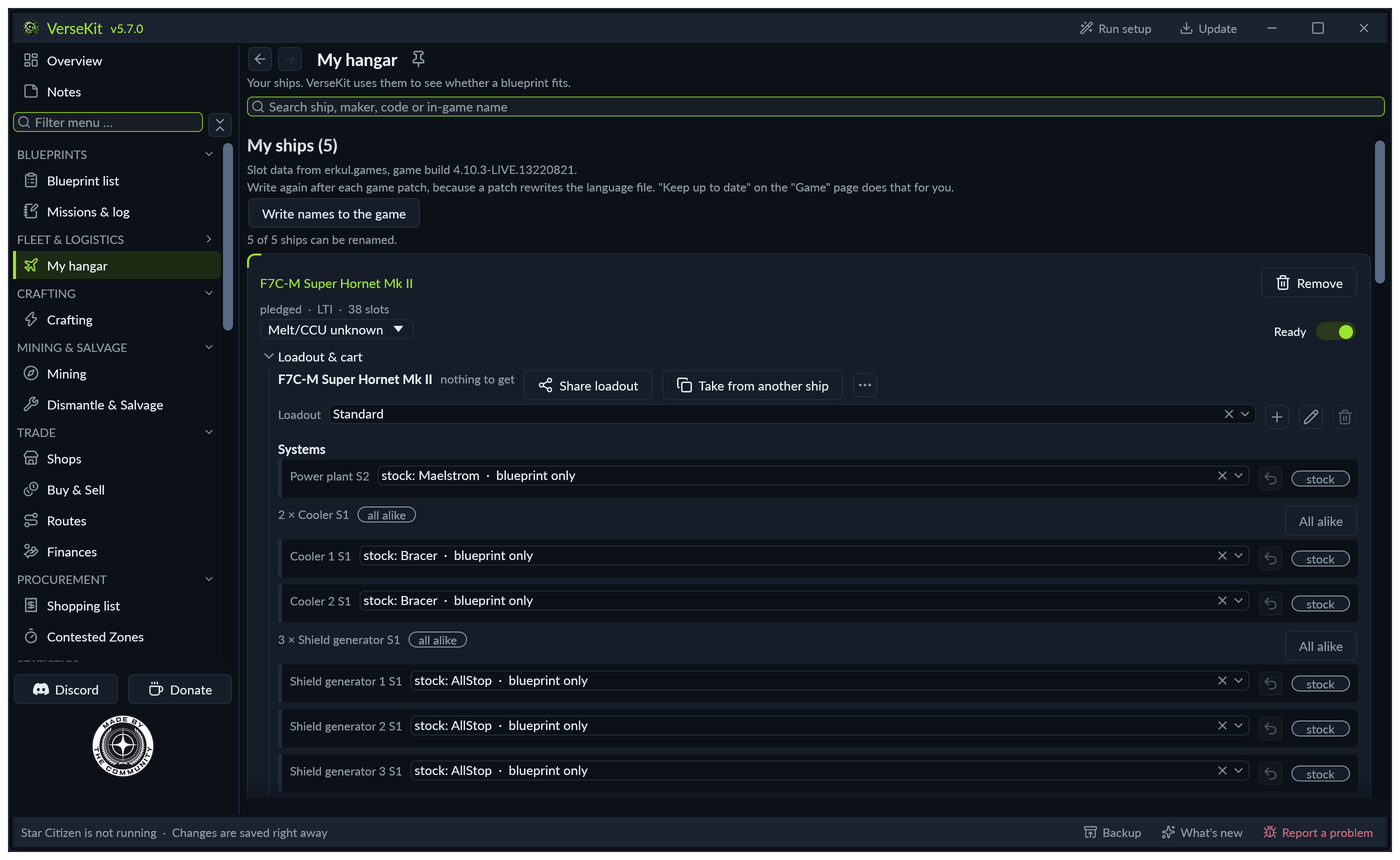 VerseKit v5.7.0
Run setup
Update
Overview
Notes
Filter menu ...
BLUEPRINTS
Blueprint list
Missions & log
FLEET & LOGISTICS
My hangar
CRAFTING
Crafting
MINING & SALVAGE
Mining
Dismantle & Salvage
TRADE
Shops
Buy & Sell
Routes
Finances
PROCUREMENT
Shopping list
Contested Zones
Discord
Donate
MADE BY
THE COMMUNITY
My hangar
Your ships. VerseKit uses them to see whether a blueprint fits.
Search ship, maker, code or in-game name
My ships (5)
Slot data from erkul.games, game build 4.10.3-LIVE.13220821.
Write again after each game patch, because a patch rewrites the language file. "Keep up to date" on the "Game" page does that for you.
Write names to the game
5 of 5 ships can be renamed.
F7C-M Super Hornet Mk II
Remove
pledged · LTI · 38 slots
Melt/CCU unknown
Ready
Loadout & cart
F7C-M Super Hornet Mk II nothing to get
Share loadout
Take from another ship
Loadout Standard
Systems
Power plant S2 stock: Maelstrom · blueprint only stock
2 × Cooler S1 all alike All alike
Cooler 1 S1 stock: Bracer · blueprint only stock
Cooler 2 S1 stock: Bracer · blueprint only stock
3 × Shield generator S1 all alike All alike
Shield generator 1 S1 stock: AllStop · blueprint only stock
Shield generator 2 S1 stock: AllStop · blueprint only stock
Shield generator 3 S1 stock: AllStop · blueprint only stock
Star Citizen is not running · Changes are saved right away
Backup
What's new
Report a problem